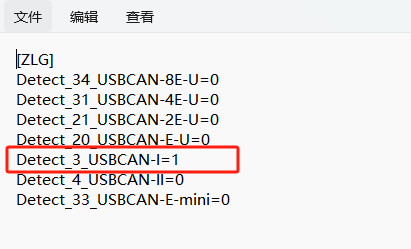 文件 编辑 查看
[ZLG]
Detect_34_USBCAN-8E-U=0
Detect_31_USBCAN-4E-U=0
Detect_21_USBCAN-2E-U=0
Detect_20_USBCAN-E-U=0
Detect_3_USBCAN-I=1
Detect_4_USBCAN-II=0
Detect_33_USBCAN-E-mini=0